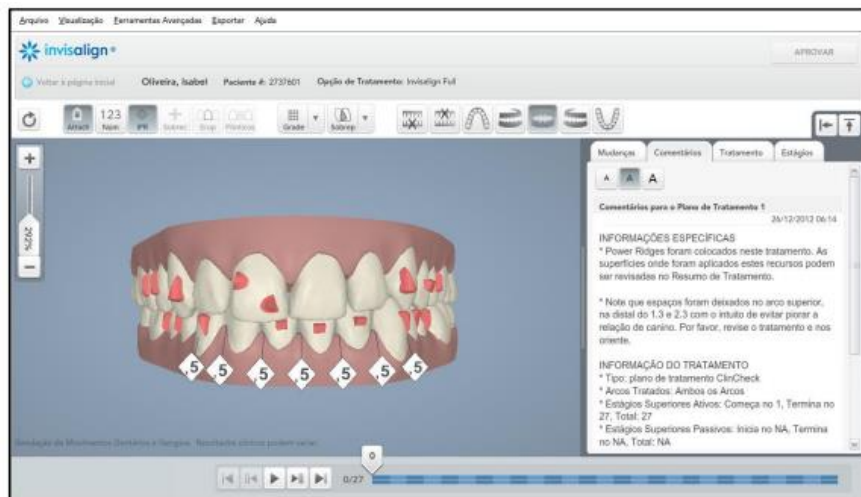 Arquivo Visualização Ferramentas Avançadas Exportar Ajuda
invisalign
APROVAR
Voltar à página inicial Oliveira, Isabel Paciente #: 2737601 Opção de Tratamento: Invisalign Full
123
Attach Num IPR Sobrec Grade Sobrep
Mudanças Comentários Tratamento Estágios
A A A
Comentários para o Plano de Tratamento 1
26/12/2012 06:14
INFORMAÇÕES ESPECÍFICAS
* Power Ridges foram colocados neste tratamento. As
superfícies onde foram aplicados estes recursos podem
ser revisadas no Resumo de Tratamento.
* Note que espaços foram deixados no arco superior,
na distal do 1.3 e 2.3 com o intuito de evitar piorar a
relação de canino. Por favor, revise o tratamento e nos
oriente.
INFORMAÇÃO DO TRATAMENTO
* Tipo: plano de tratamento ClinCheck
* Arcos Tratados: Ambos os Arcos
* Estágios Superiores Ativos: Começa no 1, Termina no
27, Total: 27
* Estágios Superiores Passivos: Inicia no NA, Termina
no NA, Total: NA
292%
,5 ,5 ,5 ,5 ,5 ,5 ,5
0
0/27